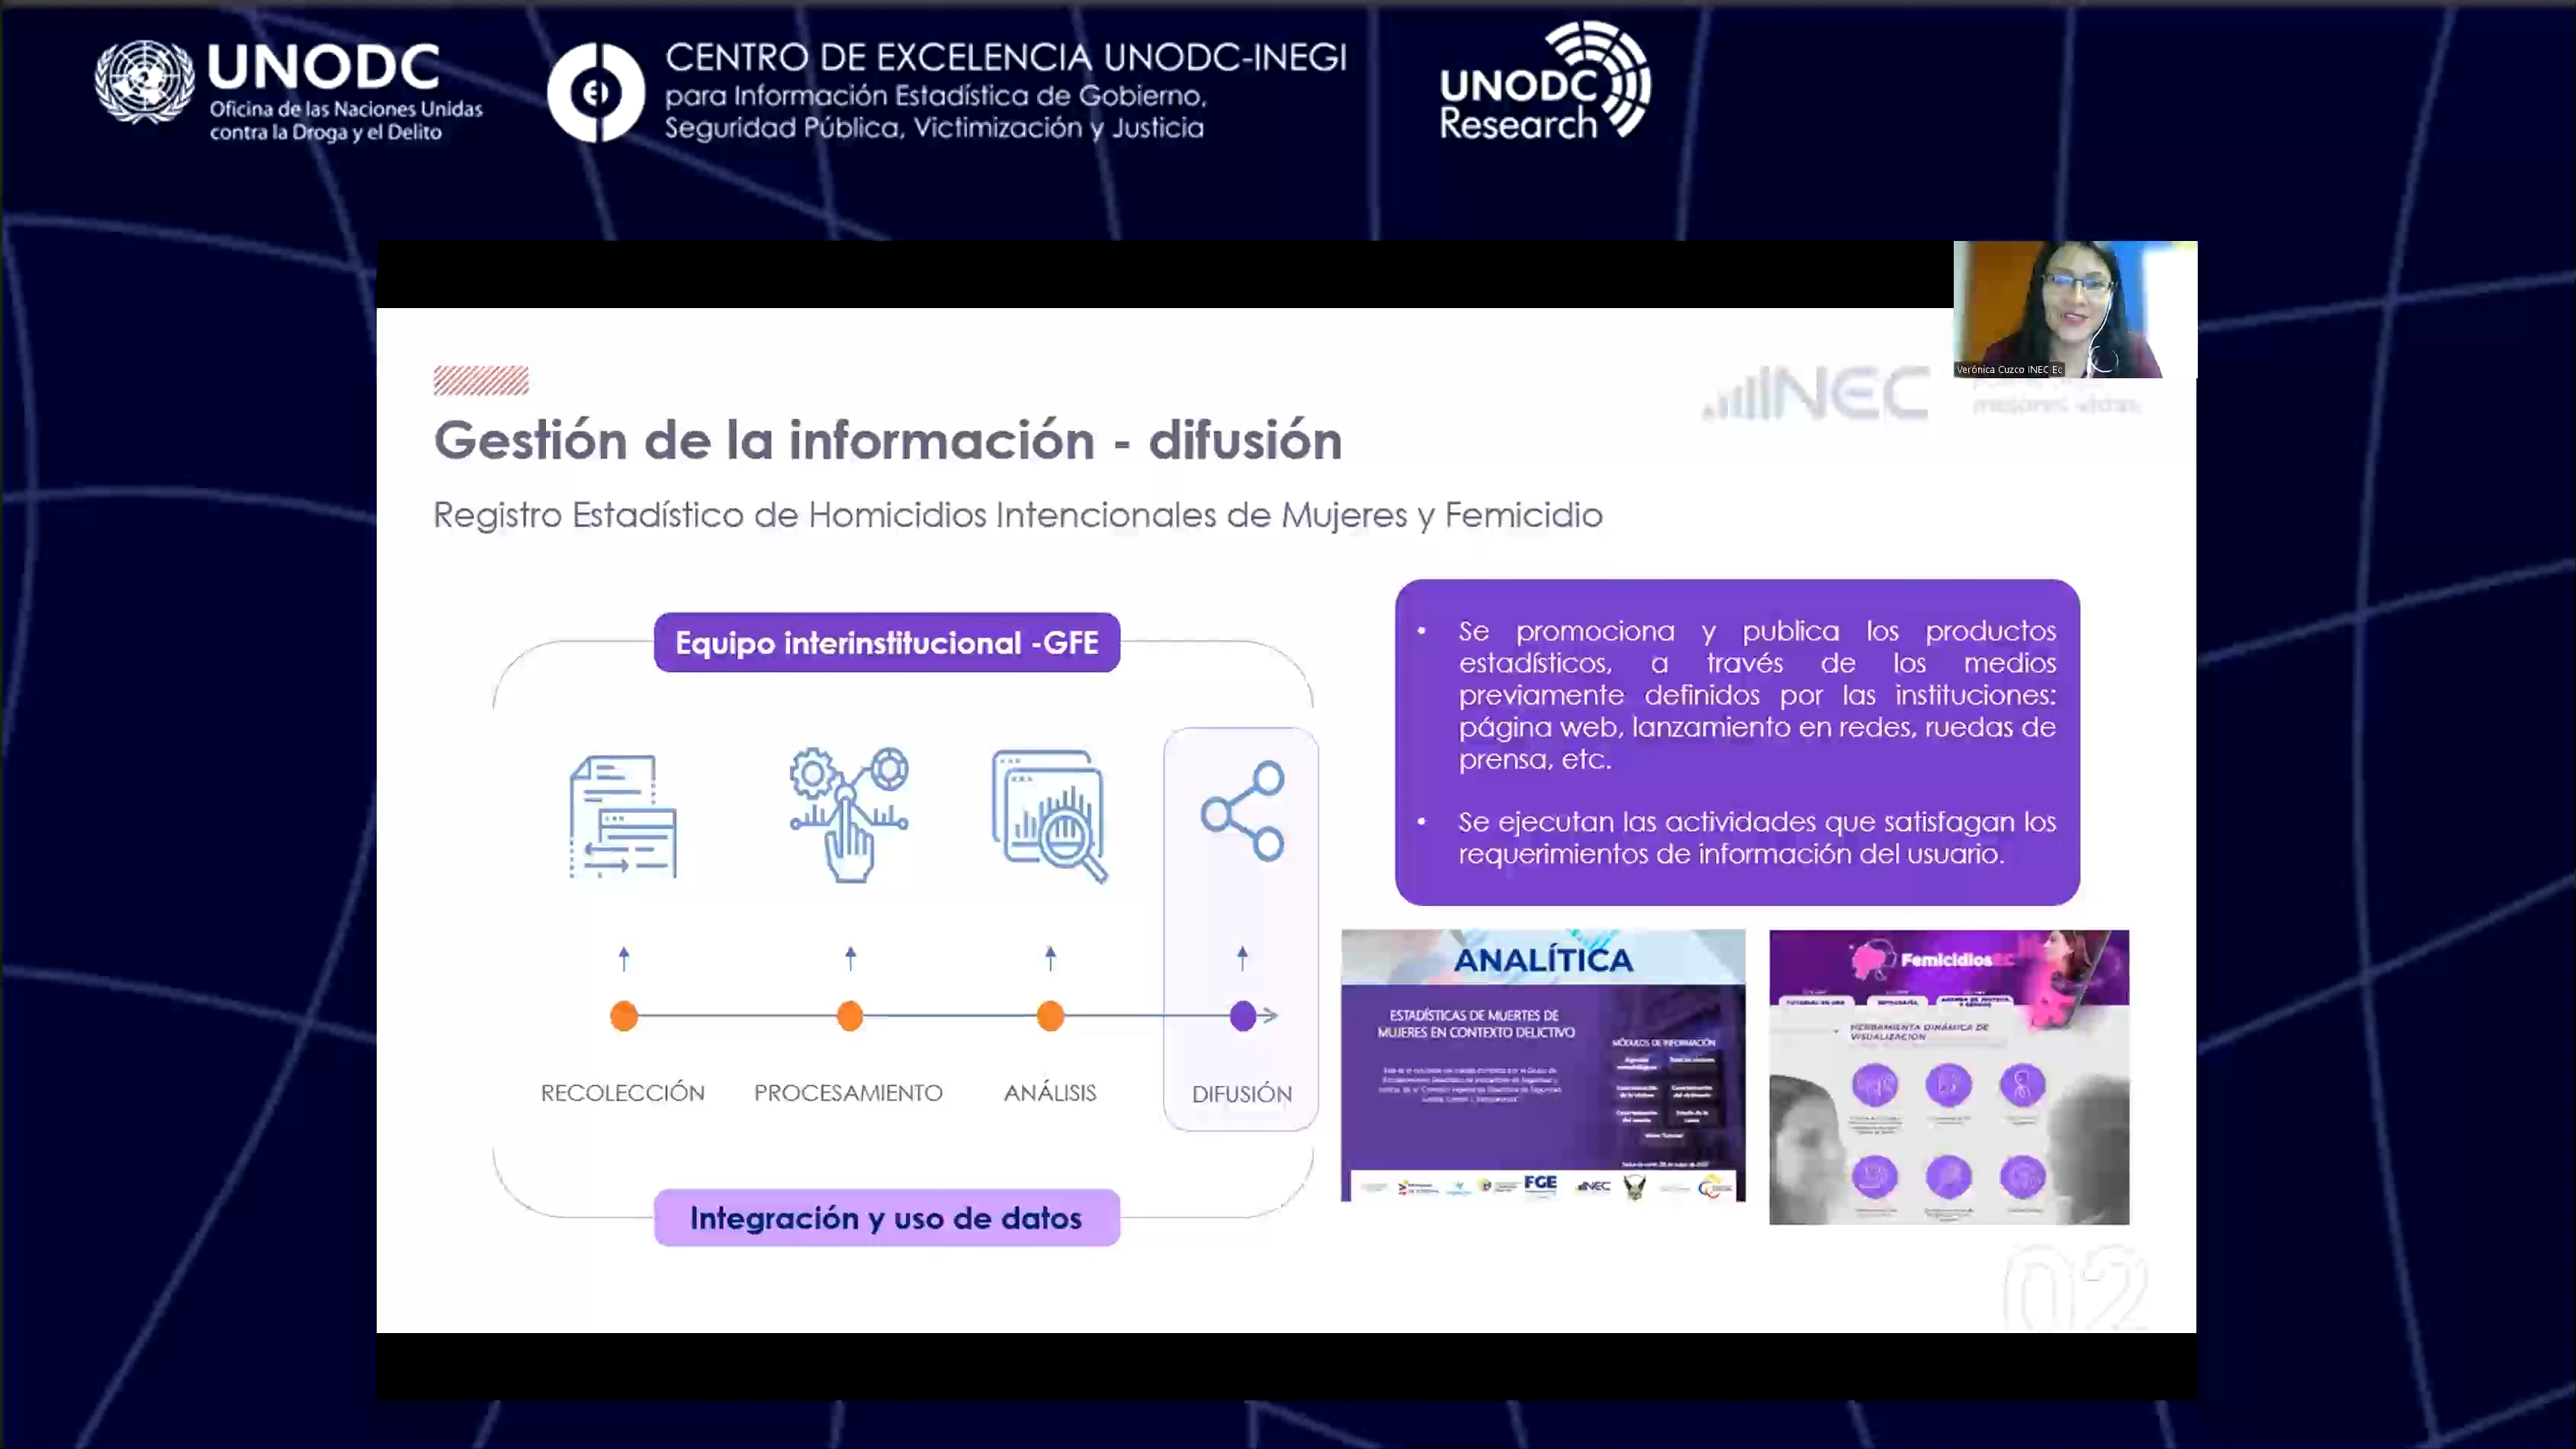 UNODC
Oficina de las Naciones Unidas
contra la Droga y el Delito
CENTRO DE EXCELENCIA UNODC-INEGI
para Información Estadística de Gobierno,
Seguridad Pública, Victimización y Justicia
UNODC
Research
Verónica Cuzco INEC Ec
INEC
mejores vidas
Gestión de la información - difusión
Registro Estadístico de Homicidios Intencionales de Mujeres y Femicidio
Equipo interinstitucional -GFE
RECOLECCIÓN
PROCESAMIENTO
ANÁLISIS
DIFUSIÓN
Integración y uso de datos
• Se promociona y publica los productos
estadísticos, a través de los medios
previamente definidos por las instituciones:
página web, lanzamiento en redes, ruedas de
prensa, etc.
• Se ejecutan las actividades que satisfagan los
requerimientos de información del usuario.
ANALÍTICA
ESTADÍSTICAS DE MUERTES DE
MUJERES EN CONTEXTO DELICTIVO
MÓDULOS DE INFORMACIÓN
FGE
INEC
FemicidiosEC
HERRAMIENTA DINÁMICA DE
VISUALIZACIÓN
02